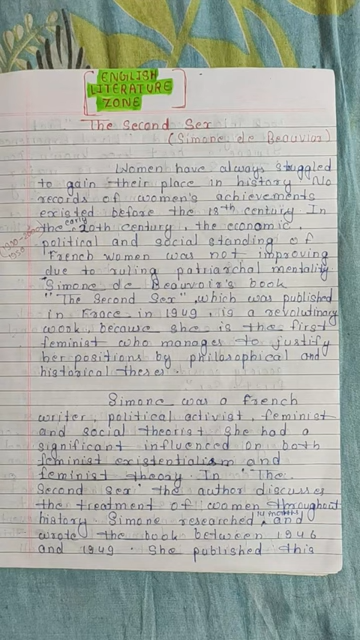 ENGLISH
LITERATURE
ZONE
The Second Sex
(Simone de Beauvoir)
Women have always stuggled
to gain their place in history No
records of women's achievements
existed before the 18th century In
the early 20th century, the economic,
political and social standing of
French women was not improving
due to ruling patriarchal mentality
Simone de Beauvoir's book
"The Second Sex", which was published
in France in 1949, is a revolutionary
work, because she is the first
feminist who manages to justify
her positions by philosophical and
historical theses.
Simone was a French
writer, political activist, feminist
and social theorist She had a
significant influenced on both
feminist existentialism and
feminist theory. In "The
Second Sex" the author discusses
the treatment of women throughout
history Simone researched and
wrote the book between 1946
and 1949. She published this